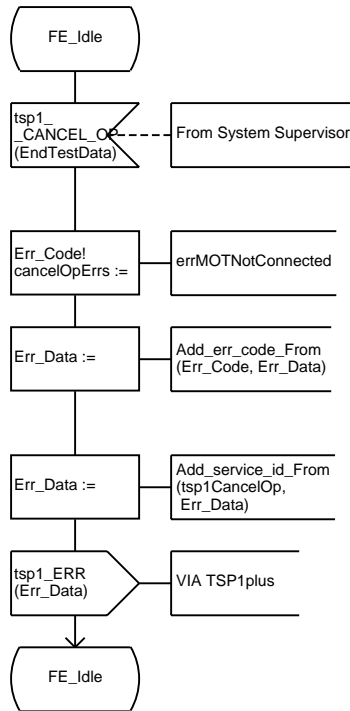 FE_Idle
tsp1_
_CANCEL_OP
(EndTestData)
From System Supervisor
Err_Code!
cancelOpErrs :=
errMOTNotConnected
Err_Data :=
Add_err_code_From
(Err_Code, Err_Data)
Err_Data :=
Add_service_id_From
(tsp1CancelOp,
Err_Data)
tsp1_ERR
(Err_Data)
VIA TSP1plus
FE_Idle